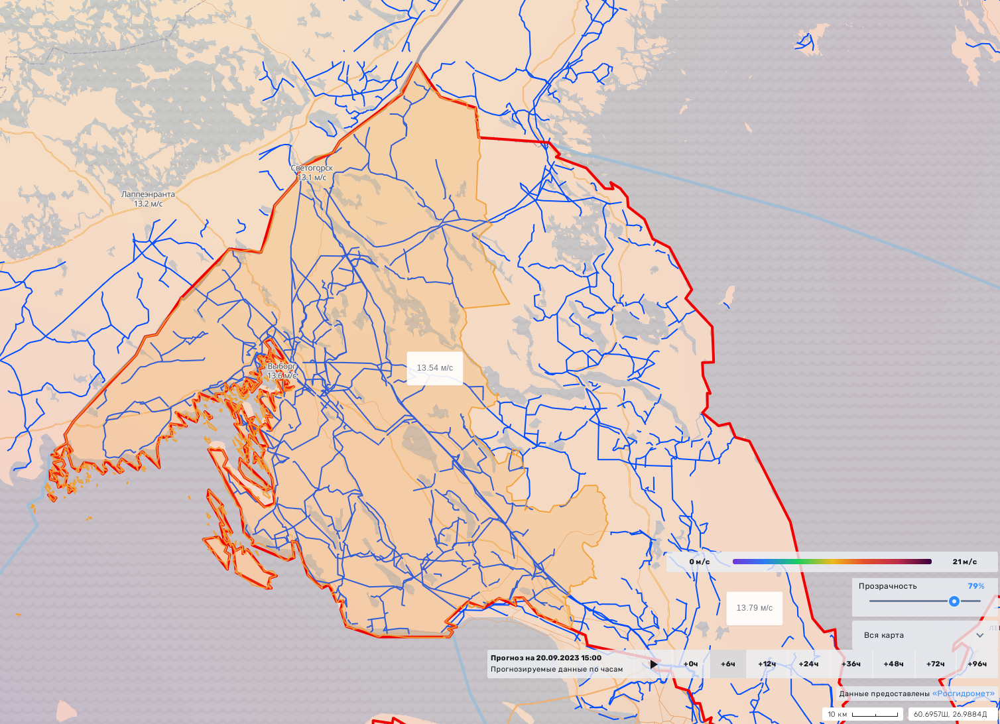 Светогорск
13.1 м/с
Лаппеэнранта
13.2 м/с
Выборг
13.6 м/с
13.54 м/с
0 м/с
21 м/с
Прозрачность
79%
13.79 м/с
Вся карта
Прогноз на 20.09.2023 15:00
Прогнозируемые данные по часам
+0ч
+6ч
+12ч
+24ч
+36ч
+48ч
+72ч
+96ч
Данные предоставлены «Росгидромет»
10 км
60.6957Ш, 26.9884Д